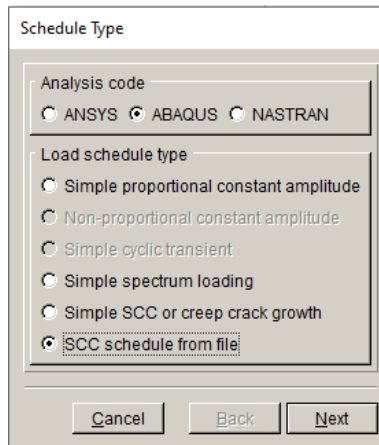 Schedule Type
Analysis code
ANSYS ABAQUS NASTRAN
Load schedule type
Simple proportional constant amplitude
Non-proportional constant amplitude
Simple cyclic transient
Simple spectrum loading
Simple SCC or creep crack growth
SCC schedule from file
Cancel Back Next